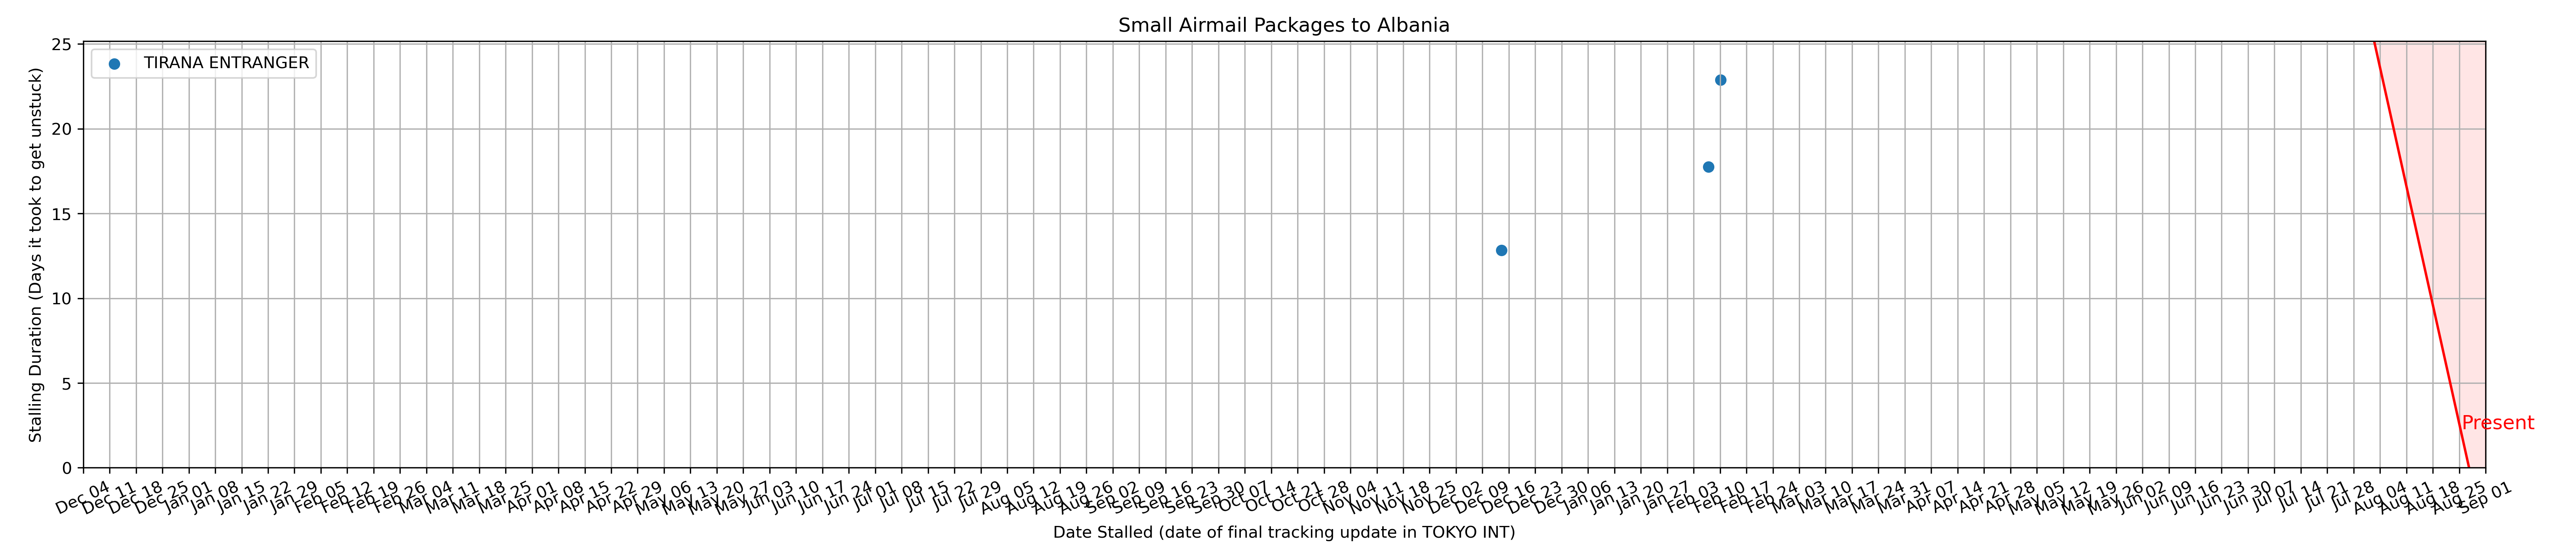 Small Airmail Packages to Albania
TIRANA ENTRANGER
Stalling Duration (Days it took to get unstuck)
25
20
15
10
5
0
Present
Dec 04 Dec 11 Dec 18 Dec 25 Jan 01 Jan 08 Jan 15 Jan 22 Jan 29 Feb 05 Feb 12 Feb 19 Feb 26 Mar 04 Mar 11 Mar 18 Mar 25 Apr 01 Apr 08 Apr 15 Apr 22 Apr 29 May 06 May 13 May 20 May 27 Jun 03 Jun 10 Jun 17 Jun 24 Jul 01 Jul 08 Jul 15 Jul 22 Jul 29 Aug 05 Aug 12 Aug 19 Aug 26 Sep 02 Sep 09 Sep 16 Sep 23 Sep 30 Oct 07 Oct 14 Oct 21 Oct 28 Nov 04 Nov 11 Nov 18 Nov 25 Dec 02 Dec 09 Dec 16 Dec 23 Dec 30 Jan 06 Jan 13 Jan 20 Jan 27 Feb 03 Feb 10 Feb 17 Feb 24 Mar 03 Mar 10 Mar 17 Mar 24 Mar 31 Apr 07 Apr 14 Apr 21 Apr 28 May 05 May 12 May 19 May 26 Jun 02 Jun 09 Jun 16 Jun 23 Jun 30 Jul 07 Jul 14 Jul 21 Jul 28 Aug 04 Aug 11 Aug 18 Aug 25 Sep 01
Date Stalled (date of final tracking update in TOKYO INT)